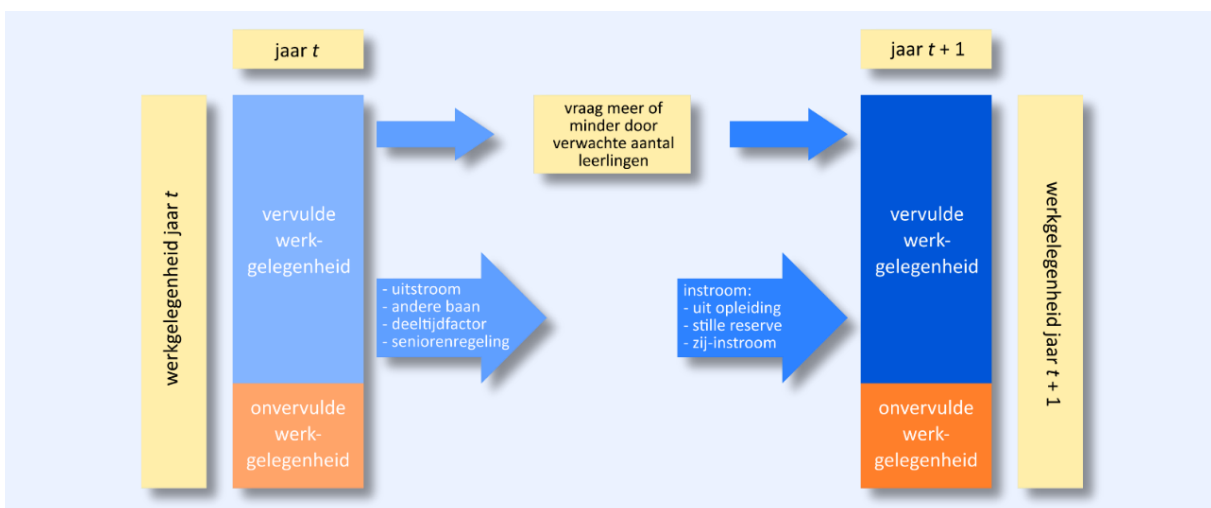 jaar t
jaar t + 1
werkgelegenheid jaar t
vervulde
werk-
gelegenheid
onvervulde
werk-
gelegenheid
vraag meer of
minder door
verwachte aantal
leerlingen
- uitstroom
- andere baan
- deeltijdfactor
- seniorenregeling
instroom:
- uit opleiding
- stille reserve
- zij-instroom
vervulde
werk-
gelegenheid
onvervulde
werk-
gelegenheid
werkgelegenheid jaar t + 1